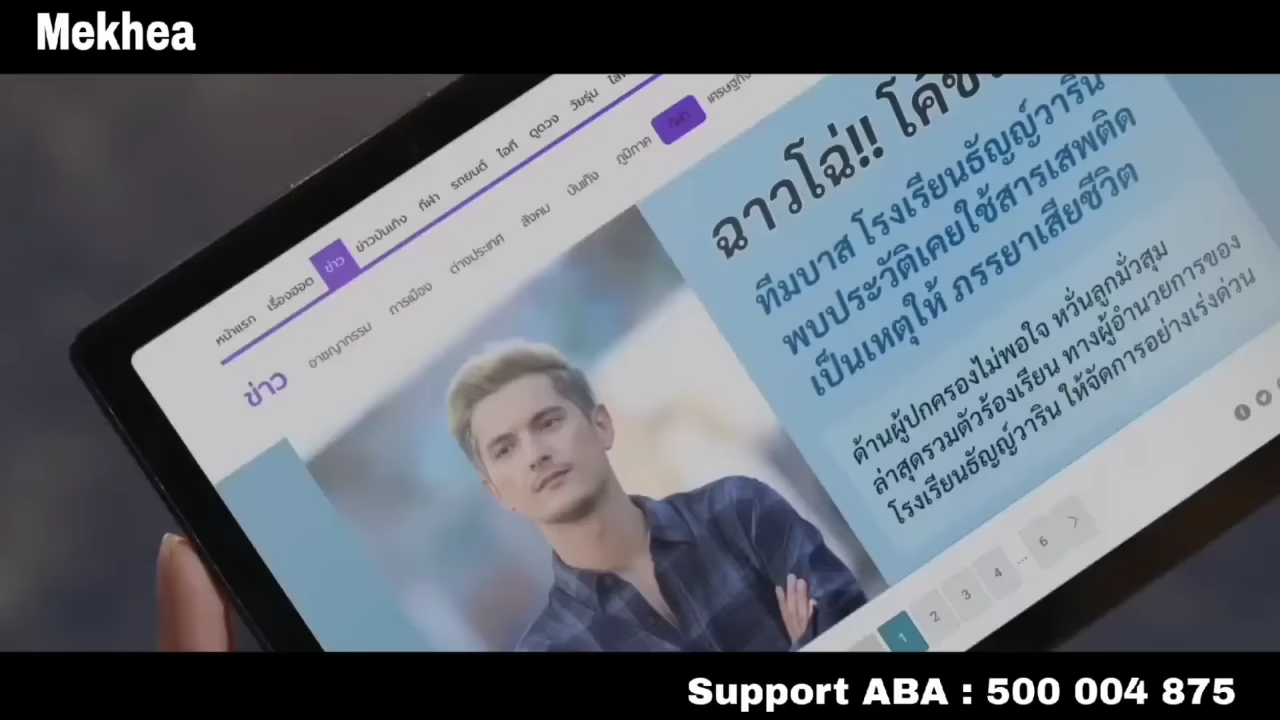 Mekhea
หน้าแรก เรื่องฮอต ข่าว ข่าวบันเทิง กีฬา รถยนต์ ไอที ดูดวง วัยรุ่น
ข่าว อาชญากรรม การเมือง ต่างประเทศ สังคม บันเทิง ภูมิภาค กีฬา เศรษฐกิจ
ฉาวโฉ่!! โค้ช
ทีมบาส โรงเรียนธัญญ์วาริน
พบประวัติเคยใช้สารเสพติด
เป็นเหตุให้ ภรรยาเสียชีวิต
ด้านผู้ปกครองไม่พอใจ หวั่นลูกมั่วสุม
ล่าสุดรวมตัวร้องเรียน ทางผู้อำนวยการของ
โรงเรียนธัญญ์วาริน ให้จัดการอย่างเร่งด่วน
1 2 3 4 ... 6 >
Support ABA : 500 004 875